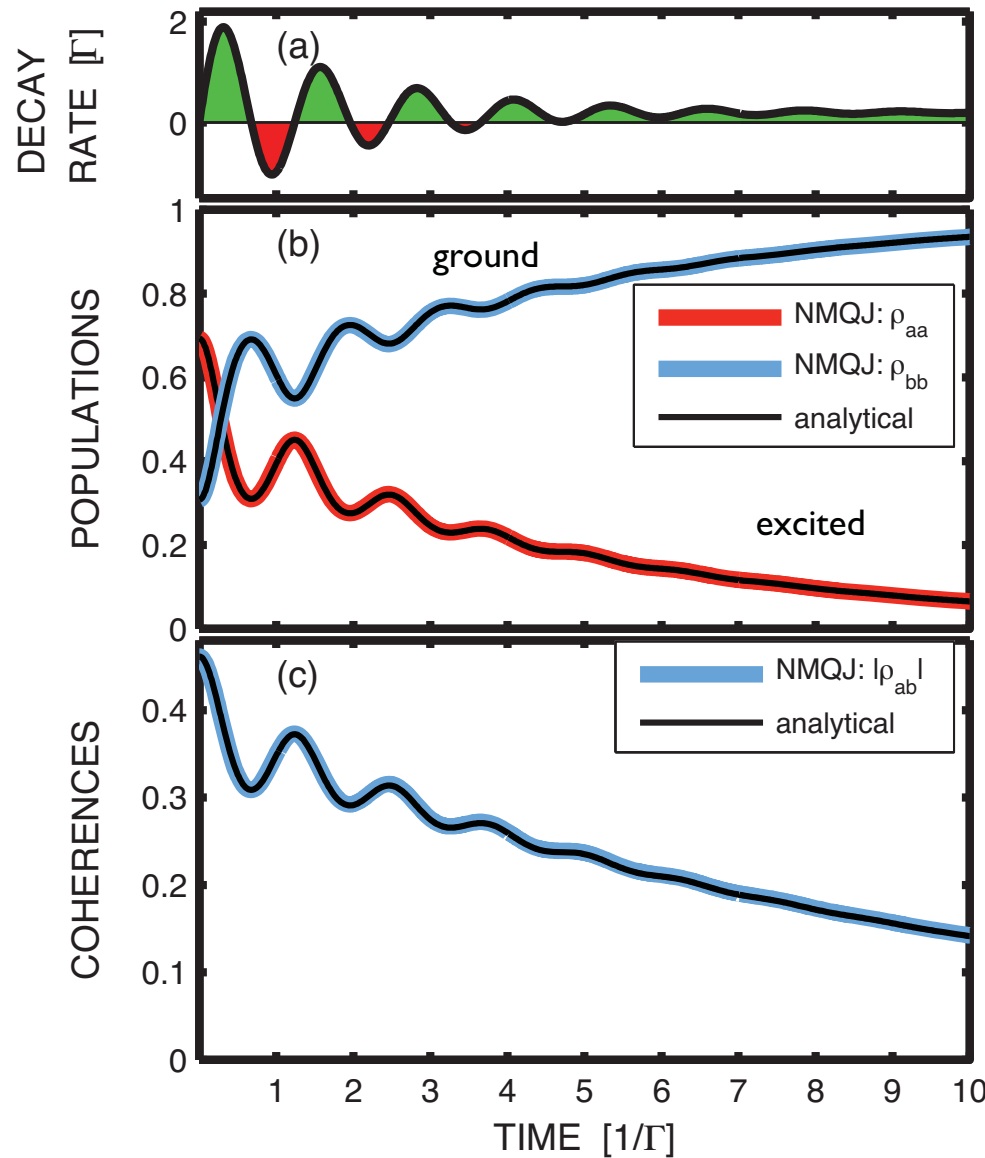 DECAY
RATE [Γ]
2
0
(a)
POPULATIONS
1
0.8
0.6
0.4
0.2
0
(b)
ground
NMQJ: ρaa
NMQJ: ρbb
analytical
excited
COHERENCES
0.4
0.3
0.2
0.1
0
(c)
NMQJ: |ρab|
analytical
1 2 3 4 5 6 7 8 9 10
TIME [1/Γ]